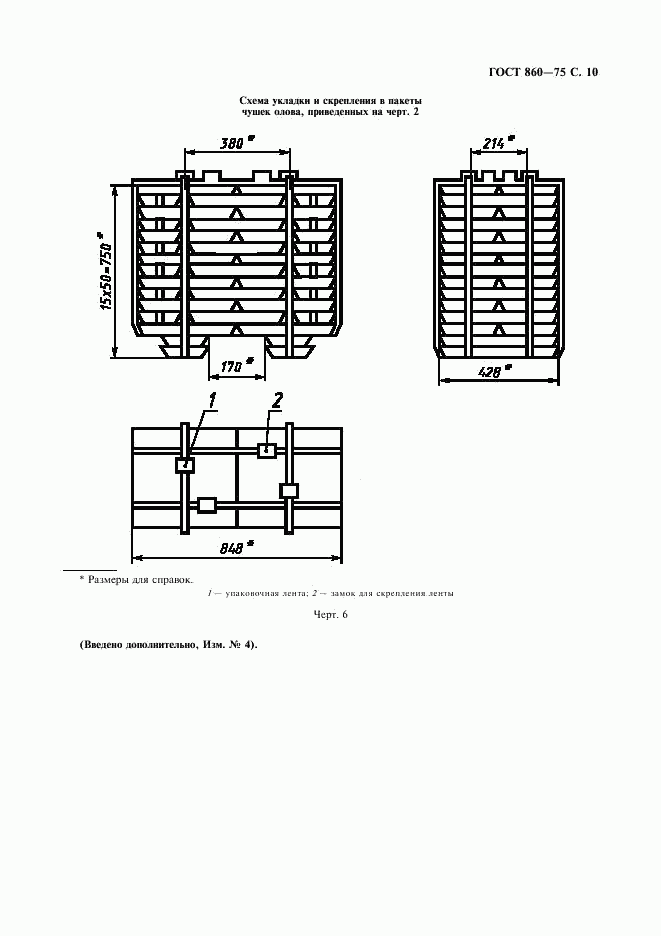 ГОСТ 860—75 С. 10
Схема укладки и скрепления в пакеты
чушек олова, приведенных на черт. 2
380*
214*
15х50=750*
170*
428*
1
2
848*
* Размеры для справок.
1 — упаковочная лента; 2 — замок для скрепления ленты
Черт. 6
(Введено дополнительно, Изм. № 4).